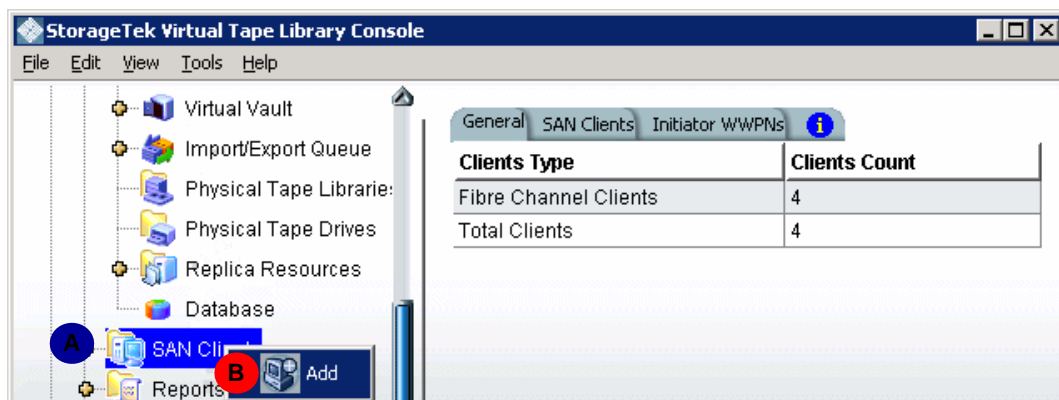 StorageTek Virtual Tape Library Console
File Edit View Tools Help
Virtual Vault
Import/Export Queue
Physical Tape Libraries
Physical Tape Drives
Replica Resources
Database
A
SAN Cli
B
Add
Reports
General SAN Clients Initiator WWPNs i
Clients Type Clients Count
Fibre Channel Clients 4
Total Clients 4